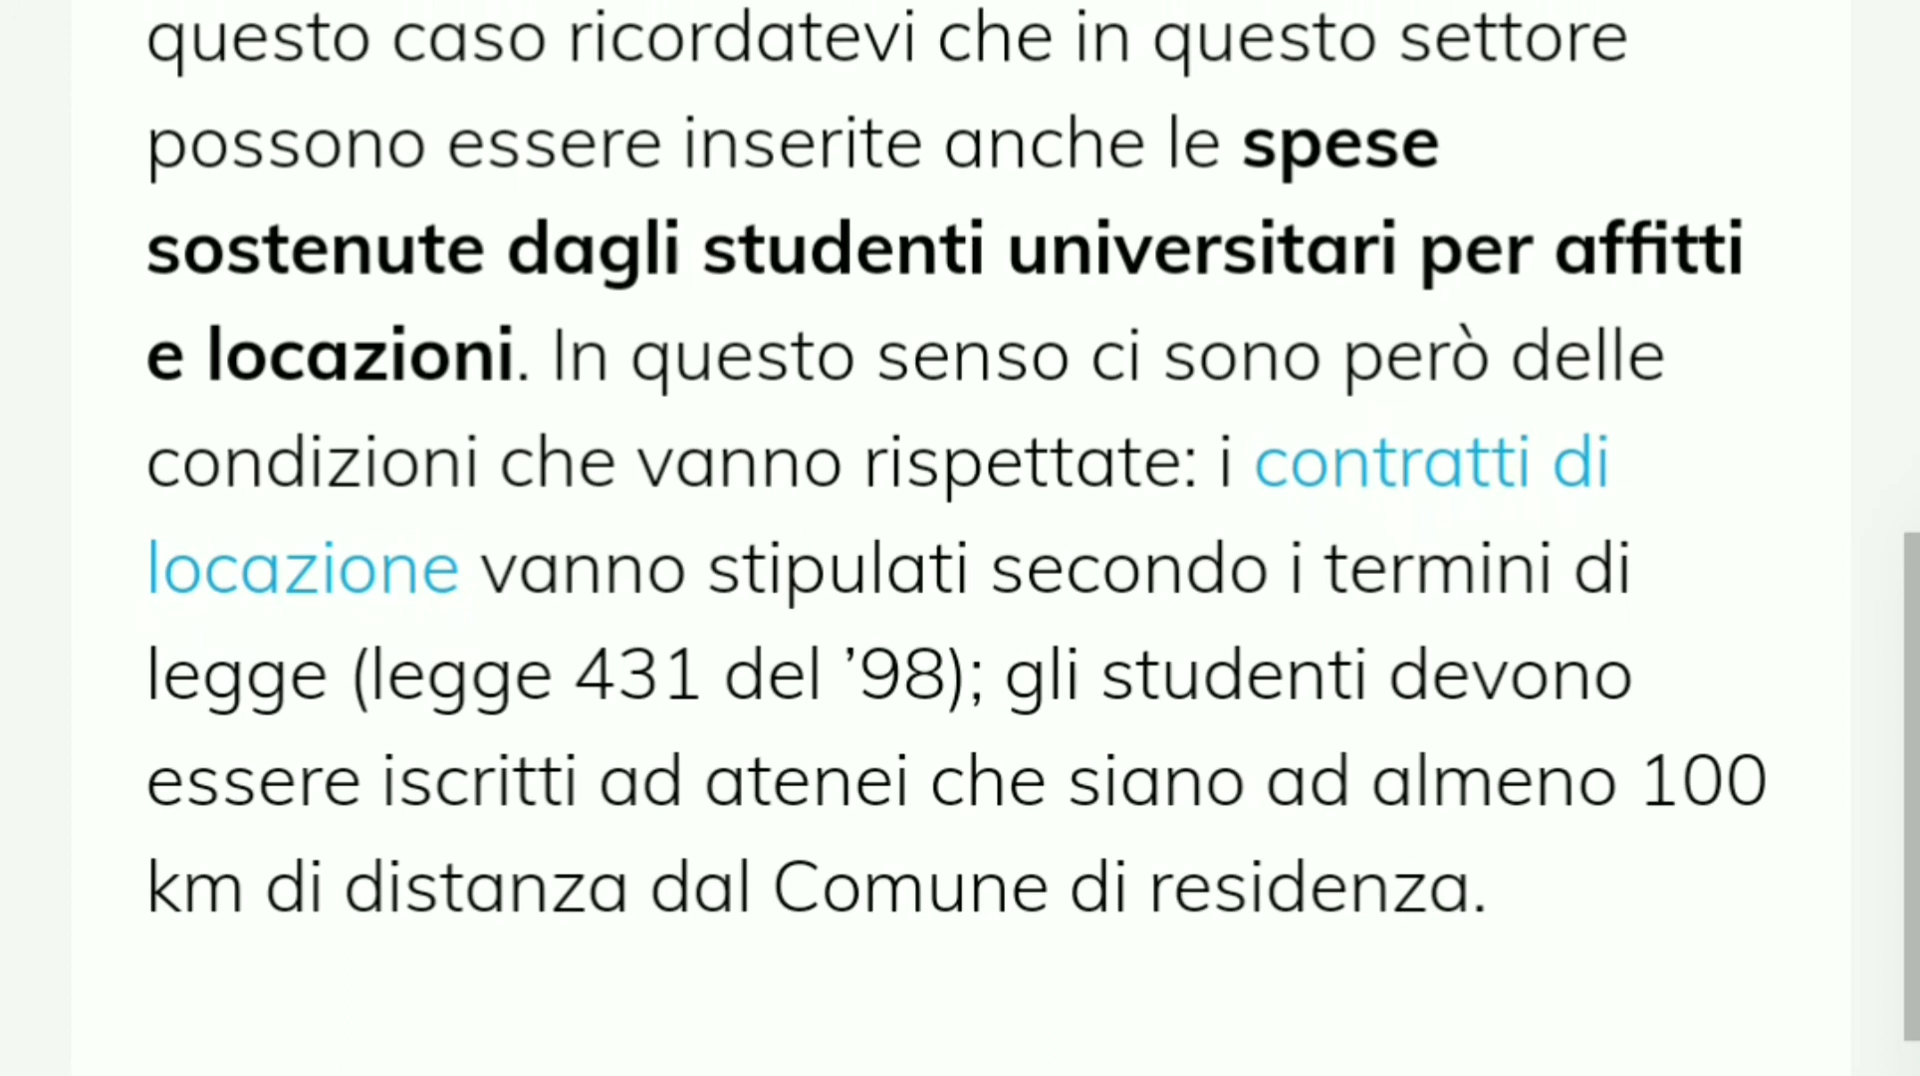 questo caso ricordatevi che in questo settore
possono essere inserite anche le spese
sostenute dagli studenti universitari per affitti
e locazioni. In questo senso ci sono però delle
condizioni che vanno rispettate: i contratti di
locazione vanno stipulati secondo i termini di
legge (legge 431 del ’98); gli studenti devono
essere iscritti ad atenei che siano ad almeno 100
km di distanza dal Comune di residenza.